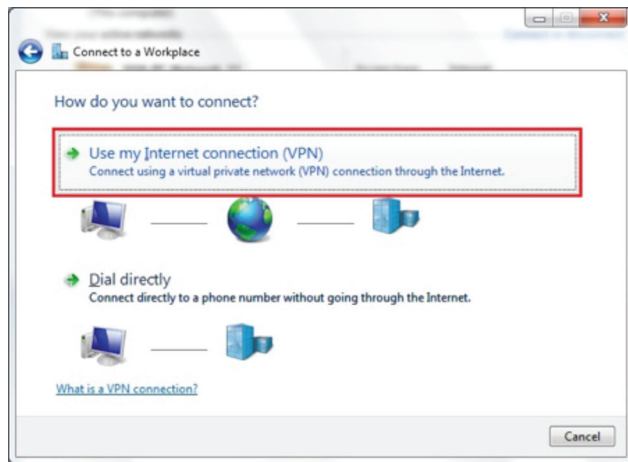 Connect to a Workplace
How do you want to connect?
Use my Internet connection (VPN)
Connect using a virtual private network (VPN) connection through the Internet.
Dial directly
Connect directly to a phone number without going through the Internet.
What is a VPN connection?
Cancel